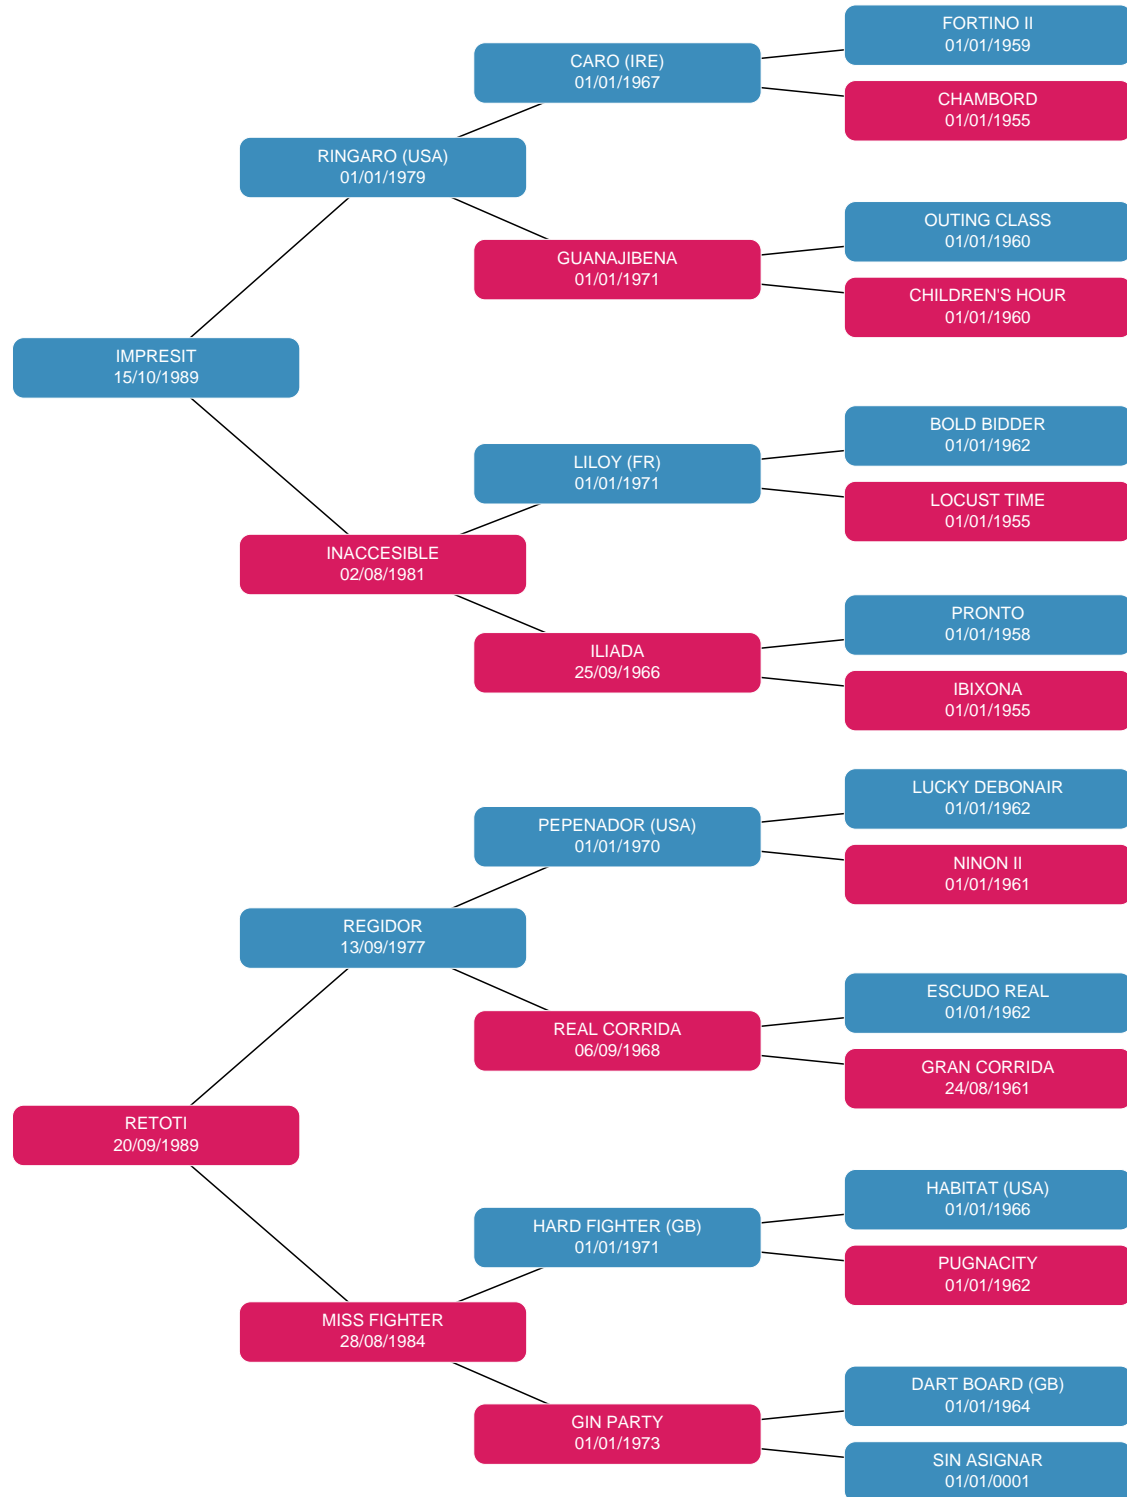 FORTINO II
01/01/1959
CARO (IRE)
01/01/1967
CHAMBORD
01/01/1955
RINGARO (USA)
01/01/1979
OUTING CLASS
01/01/1960
GUANAJIBENA
01/01/1971
CHILDREN'S HOUR
01/01/1960
IMPRESIT
15/10/1989
BOLD BIDDER
01/01/1962
LILOY (FR)
01/01/1971
LOCUST TIME
01/01/1955
INACCESIBLE
02/08/1981
PRONTO
01/01/1958
ILIADA
25/09/1966
IBIXONA
01/01/1955
LUCKY DEBONAIR
01/01/1962
PEPENADOR (USA)
01/01/1970
NINON II
01/01/1961
REGIDOR
13/09/1977
ESCUDO REAL
01/01/1962
REAL CORRIDA
06/09/1968
GRAN CORRIDA
24/08/1961
RETOTI
20/09/1989
HABITAT (USA)
01/01/1966
HARD FIGHTER (GB)
01/01/1971
PUGNACITY
01/01/1962
MISS FIGHTER
28/08/1984
DART BOARD (GB)
01/01/1964
GIN PARTY
01/01/1973
SIN ASIGNAR
01/01/0001